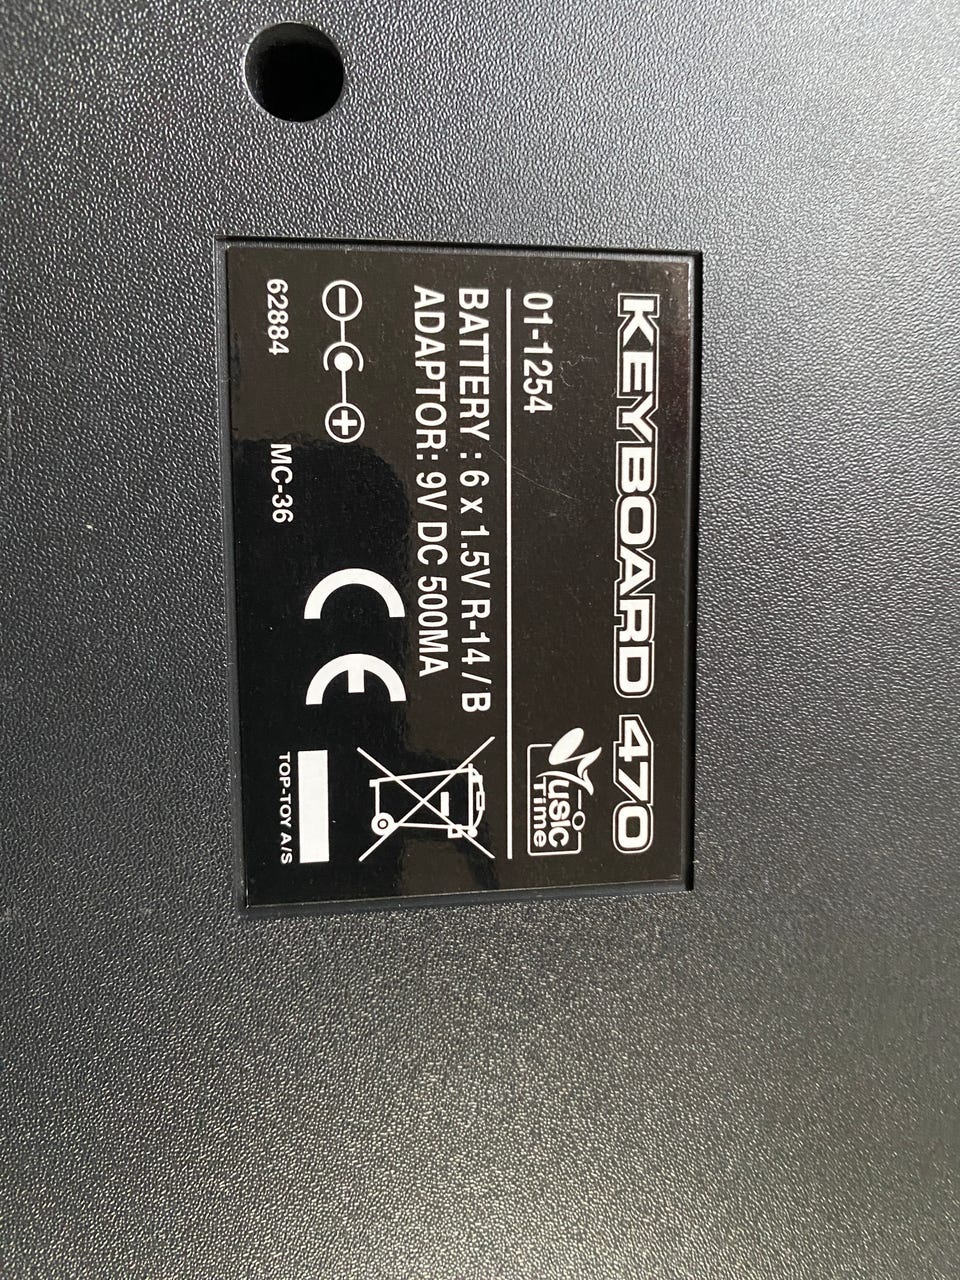 KEYBOARD 470
01-1254
Music
Time
BATTERY : 6 x 1.5V R-14 / B
ADAPTOR: 9V DC 500MA
62884 MC-36
CE
TOP-TOY A/S